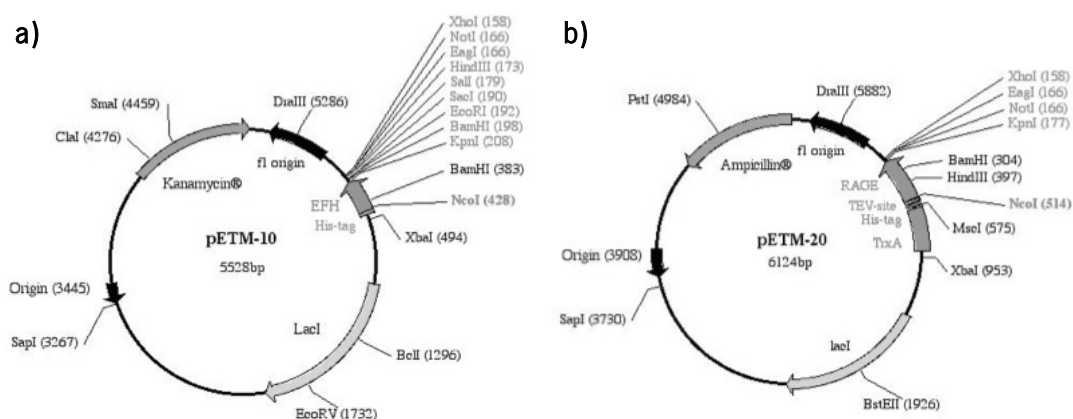 a)
XhoI (158)
NotI (166)
EagI (166)
HindIII (173)
SalI (179)
SacI (190)
EcoRI (192)
BamHI (198)
KpnI (208)
BamHI (383)
NcoI (428)
XbaI (494)
SmaI (4459)
ClaI (4276)
DraIII (5286)
f1 origin
Kanamycin®
EFH
His-tag
pETM-10
5528bp
Origin (3445)
SapI (3267)
LacI
BclI (1296)
EcoRV (1732)
b)
XhoI (158)
EagI (166)
NotI (166)
KpnI (177)
PstI (4984)
DraIII (5882)
f1 origin
Ampicillin®
BamHI (304)
HindIII (397)
RAGE
TEV-site
NcoI (514)
His-tag
MscI (575)
TrxA
pETM-20
6124bp
XbaI (953)
Origin (3908)
SapI (3730)
lacI
BstEII (1926)